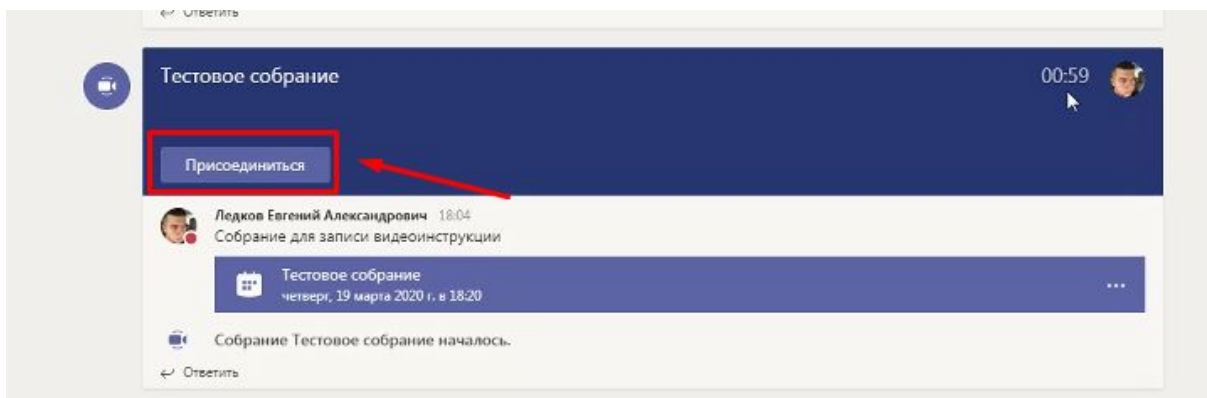 Ответить
Тестовое собрание
00:59
Присоединиться
Ледков Евгений Александрович 18:04
Собрание для записи видеоинструкции
Тестовое собрание
четверг, 19 марта 2020 г. в 18:20
Собрание Тестовое собрание началось.
Ответить